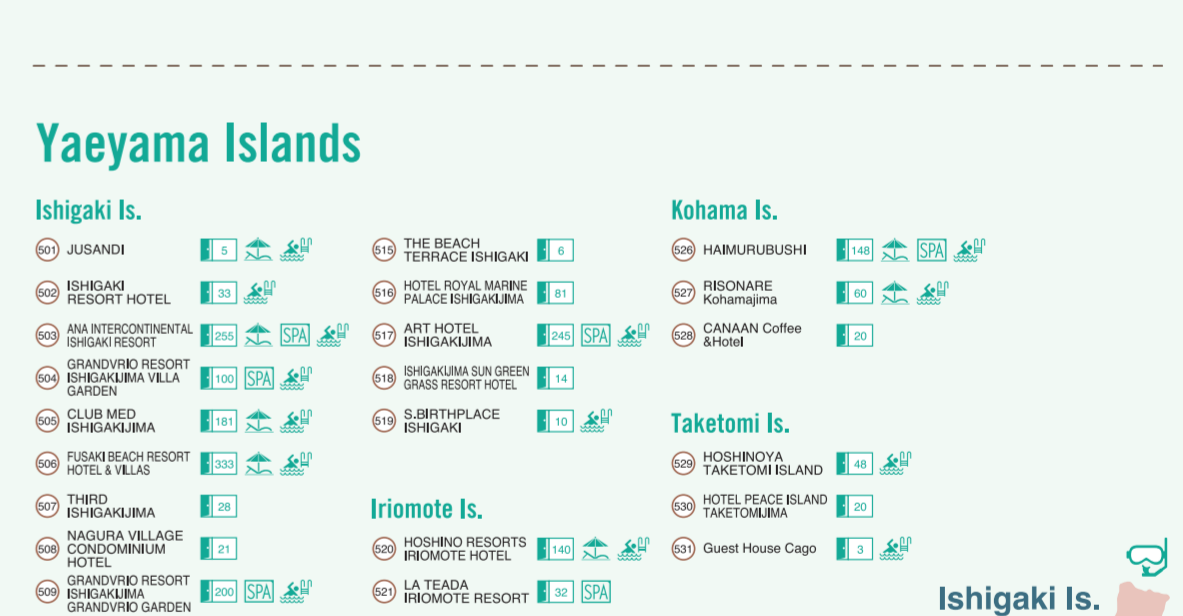 Yaeyama Islands
Ishigaki Is.
501 JUSANDI 5
502 ISHIGAKI
RESORT HOTEL 33
503 ANA INTERCONTINENTAL
ISHIGAKI RESORT 255 SPA
504 GRANDVRIO RESORT
ISHIGAKIJIMA VILLA
GARDEN 100 SPA
505 CLUB MED
ISHIGAKIJIMA 181
506 FUSAKI BEACH RESORT
HOTEL & VILLAS 333
507 THIRD
ISHIGAKIJIMA 28
508 NAGURA VILLAGE
CONDOMINIUM
HOTEL 21
509 GRANDVRIO RESORT
ISHIGAKIJIMA
GRANDVRIO GARDEN 200 SPA
515 THE BEACH
TERRACE ISHIGAKI 6
516 HOTEL ROYAL MARINE
PALACE ISHIGAKIJIMA 81
517 ART HOTEL
ISHIGAKIJIMA 245 SPA
518 ISHIGAKIJIMA SUN GREEN
GRASS RESORT HOTEL 14
519 S.BIRTHPLACE
ISHIGAKI 10
Iriomote Is.
520 HOSHINO RESORTS
IRIOMOTE HOTEL 140
521 LA TEADA
IRIOMOTE RESORT 32 SPA
Kohama Is.
526 HAIMURUBUSHI 148 SPA
527 RISONARE
Kohamajima 60
528 CANAAN Coffee
&Hotel 20
Taketomi Is.
529 HOSHINOYA
TAKETOMI ISLAND 48
530 HOTEL PEACE ISLAND
TAKETOMIJIMA 20
531 Guest House Cago 3
Ishigaki Is.